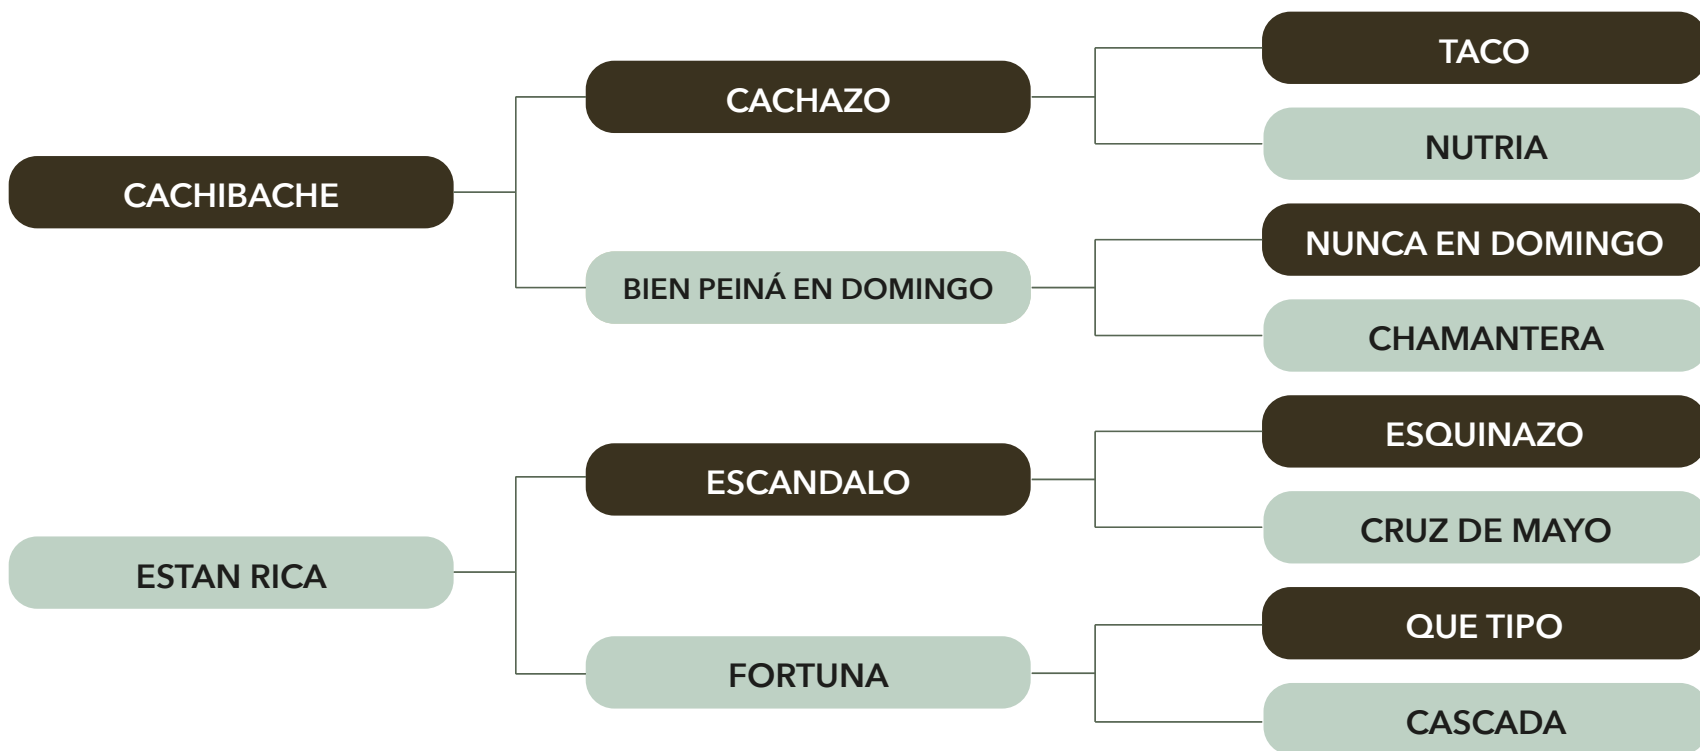 TACO
CACHAZO
NUTRIA
CACHIBACHE
NUNCA EN DOMINGO
BIEN PEINÁ EN DOMINGO
CHAMANTERA
ESQUINAZO
ESCANDALO
CRUZ DE MAYO
ESTAN RICA
QUE TIPO
FORTUNA
CASCADA